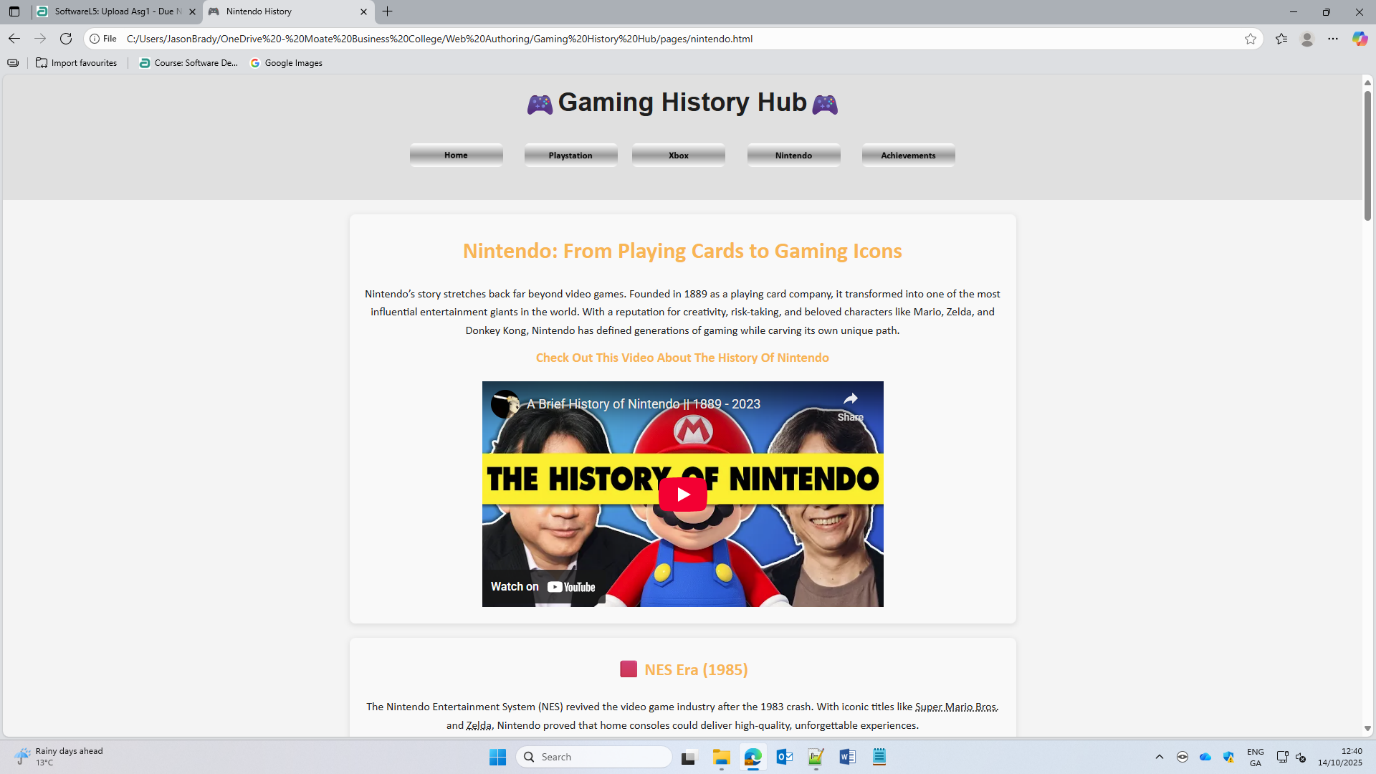 SoftwareL5: Upload Asg1 - Due N
Nintendo History
File C:/Users/JasonBrady/OneDrive%20-%20Moate%20Business%20College/Web%20Authoring/Gaming%20History%20Hub/pages/nintendo.html
Import favourites
Course: Software De...
Google Images
Gaming History Hub
Home
Playstation
Xbox
Nintendo
Achievements
Nintendo: From Playing Cards to Gaming Icons
Nintendo’s story stretches back far beyond video games. Founded in 1889 as a playing card company, it transformed into one of the most
influential entertainment giants in the world. With a reputation for creativity, risk-taking, and beloved characters like Mario, Zelda, and
Donkey Kong, Nintendo has defined generations of gaming while carving its own unique path.
Check Out This Video About The History Of Nintendo
A Brief History of Nintendo || 1889 - 2023
Share
THE HISTORY OF NINTENDO
M
Watch on YouTube
NES Era (1985)
The Nintendo Entertainment System (NES) revived the video game industry after the 1983 crash. With iconic titles like Super Mario Bros.
and Zelda, Nintendo proved that home consoles could deliver high-quality, unforgettable experiences.
Rainy days ahead
13°C
Search
ENG
GA
12:40
14/10/2025